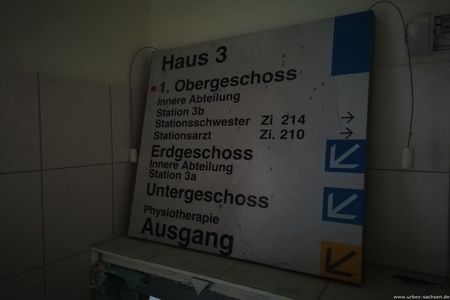 Haus 3
1. Obergeschoss
Innere Abteilung
Station 3b
Stationsschwester Zi 214 →
Stationsarzt Zi. 210 →
Erdgeschoss
Innere Abteilung
Station 3a
Untergeschoss
Physiotherapie
Ausgang
www.urbex-sachsen.de